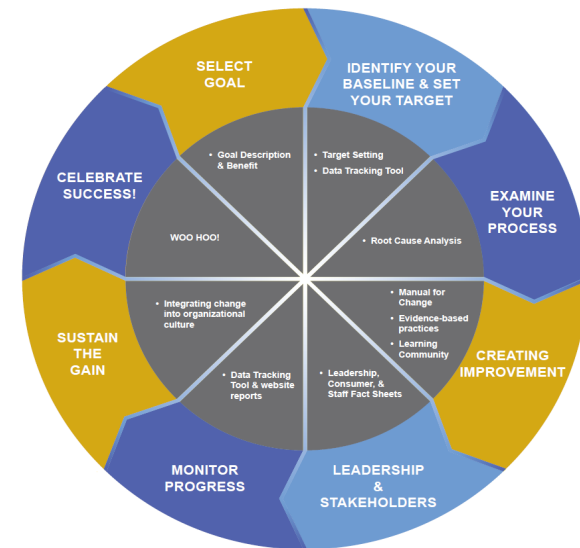 SELECT
GOAL
IDENTIFY YOUR
BASELINE & SET
YOUR TARGET
EXAMINE
YOUR
PROCESS
CREATING
IMPROVEMENT
LEADERSHIP
&
STAKEHOLDERS
MONITOR
PROGRESS
SUSTAIN
THE
GAIN
CELEBRATE
SUCCESS!
• Goal Description
& Benefit
• Target Setting
• Data Tracking Tool
• Root Cause Analysis
• Manual for
Change
• Evidence-based
practices
• Learning
Community
• Leadership,
Consumer, &
Staff Fact Sheets
• Data Tracking
Tool & website
reports
• Integrating change
into organizational
culture
WOO HOO!